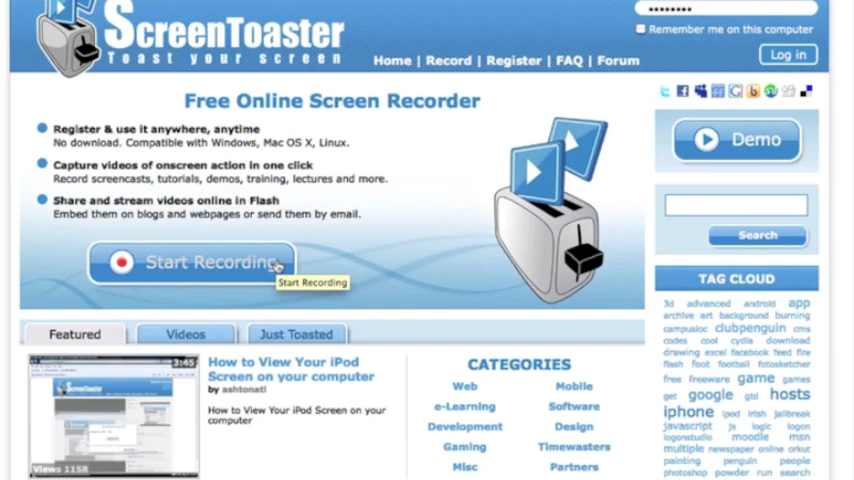 ScreenToaster
Toast your screen
Remember me on this computer
Home | Record | Register | FAQ | Forum
Log in
Free Online Screen Recorder
Register & use it anywhere, anytime
No download. Compatible with Windows, Mac OS X, Linux.
Capture videos of onscreen action in one click
Record screencasts, tutorials, demos, training, lectures and more.
Share and stream videos online in Flash
Embed them on blogs and webpages or send them by email.
Start Recording
Start Recording
Demo
Search
TAG CLOUD
3d advanced android app
archive art background burning
campusloc clubpenguin cms
codes cool cydia download
drawing excel facebook feed fire
flash foot football fotosketcher
free freeware game games
get google gtd hosts
iphone ipod irish jailbreak
javascript js logic logon
logonstudio moodle msn
multiple newspaper online orkut
painting penguin people
photoshop powder run search
Featured
Videos
Just Toasted
3:45
Views 1158
How to View Your iPod
Screen on your computer
by ashtonatl
How to View Your iPod Screen on your
computer
CATEGORIES
Web Mobile
e-Learning Software
Development Design
Gaming Timewasters
Misc Partners